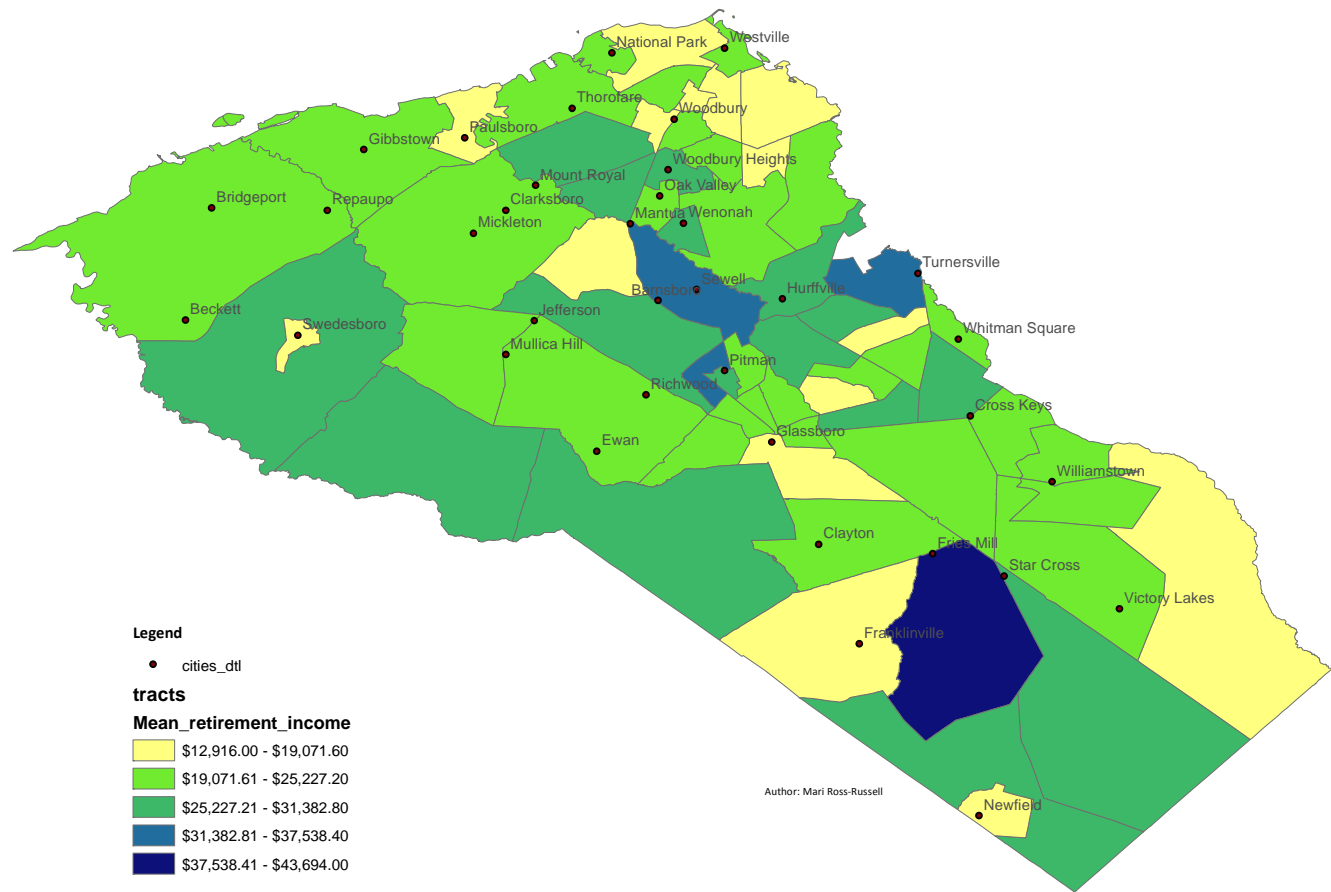 National Park
Westville
Thorofare
Woodbury
Paulsboro
Gibbstown
Woodbury Heights
Mount Royal
Oak Valley
Bridgeport
Repaupo
Clarksboro
Mickleton
Mantua
Wenonah
Turnersville
Sewell
Barnsboro
Hurffville
Beckett
Swedesboro
Jefferson
Whitman Square
Mullica Hill
Pitman
Richwood
Cross Keys
Glassboro
Ewan
Williamstown
Clayton
Fries Mill
Star Cross
Victory Lakes
Franklinville
Newfield
Author: Mari Ross-Russell
Legend
cities_dtl
tracts
Mean_retirement_income
$12,916.00 - $19,071.60
$19,071.61 - $25,227.20
$25,227.21 - $31,382.80
$31,382.81 - $37,538.40
$37,538.41 - $43,694.00